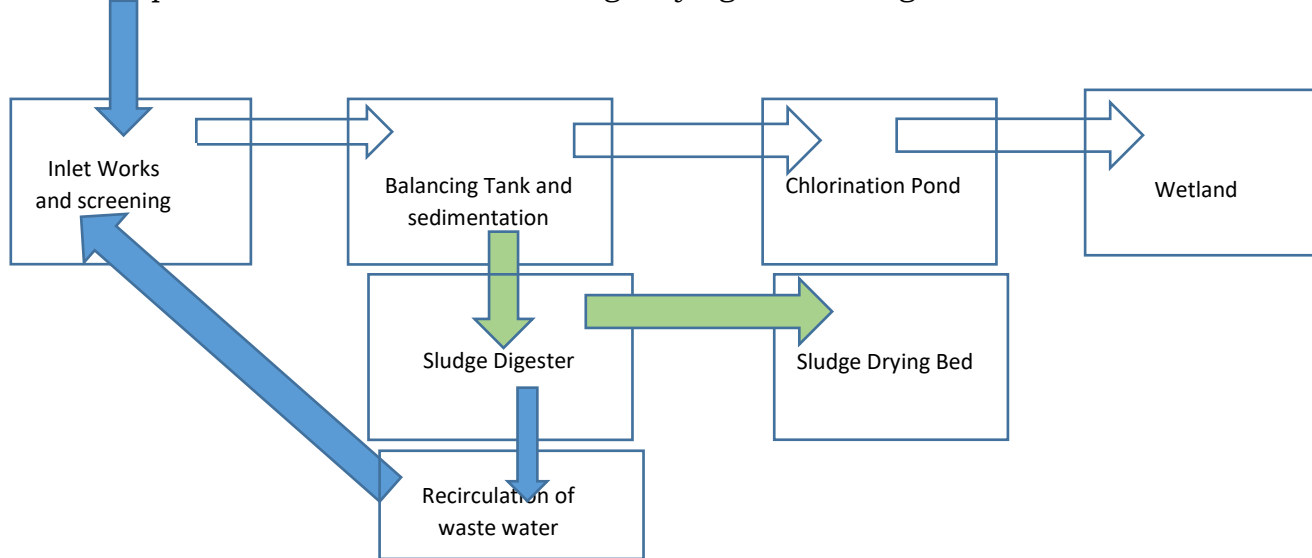 Inlet Works
and screening
Balancing Tank and
sedimentation
Chlorination Pond
Wetland
Sludge Digester
Sludge Drying Bed
Recirculation of
waste water